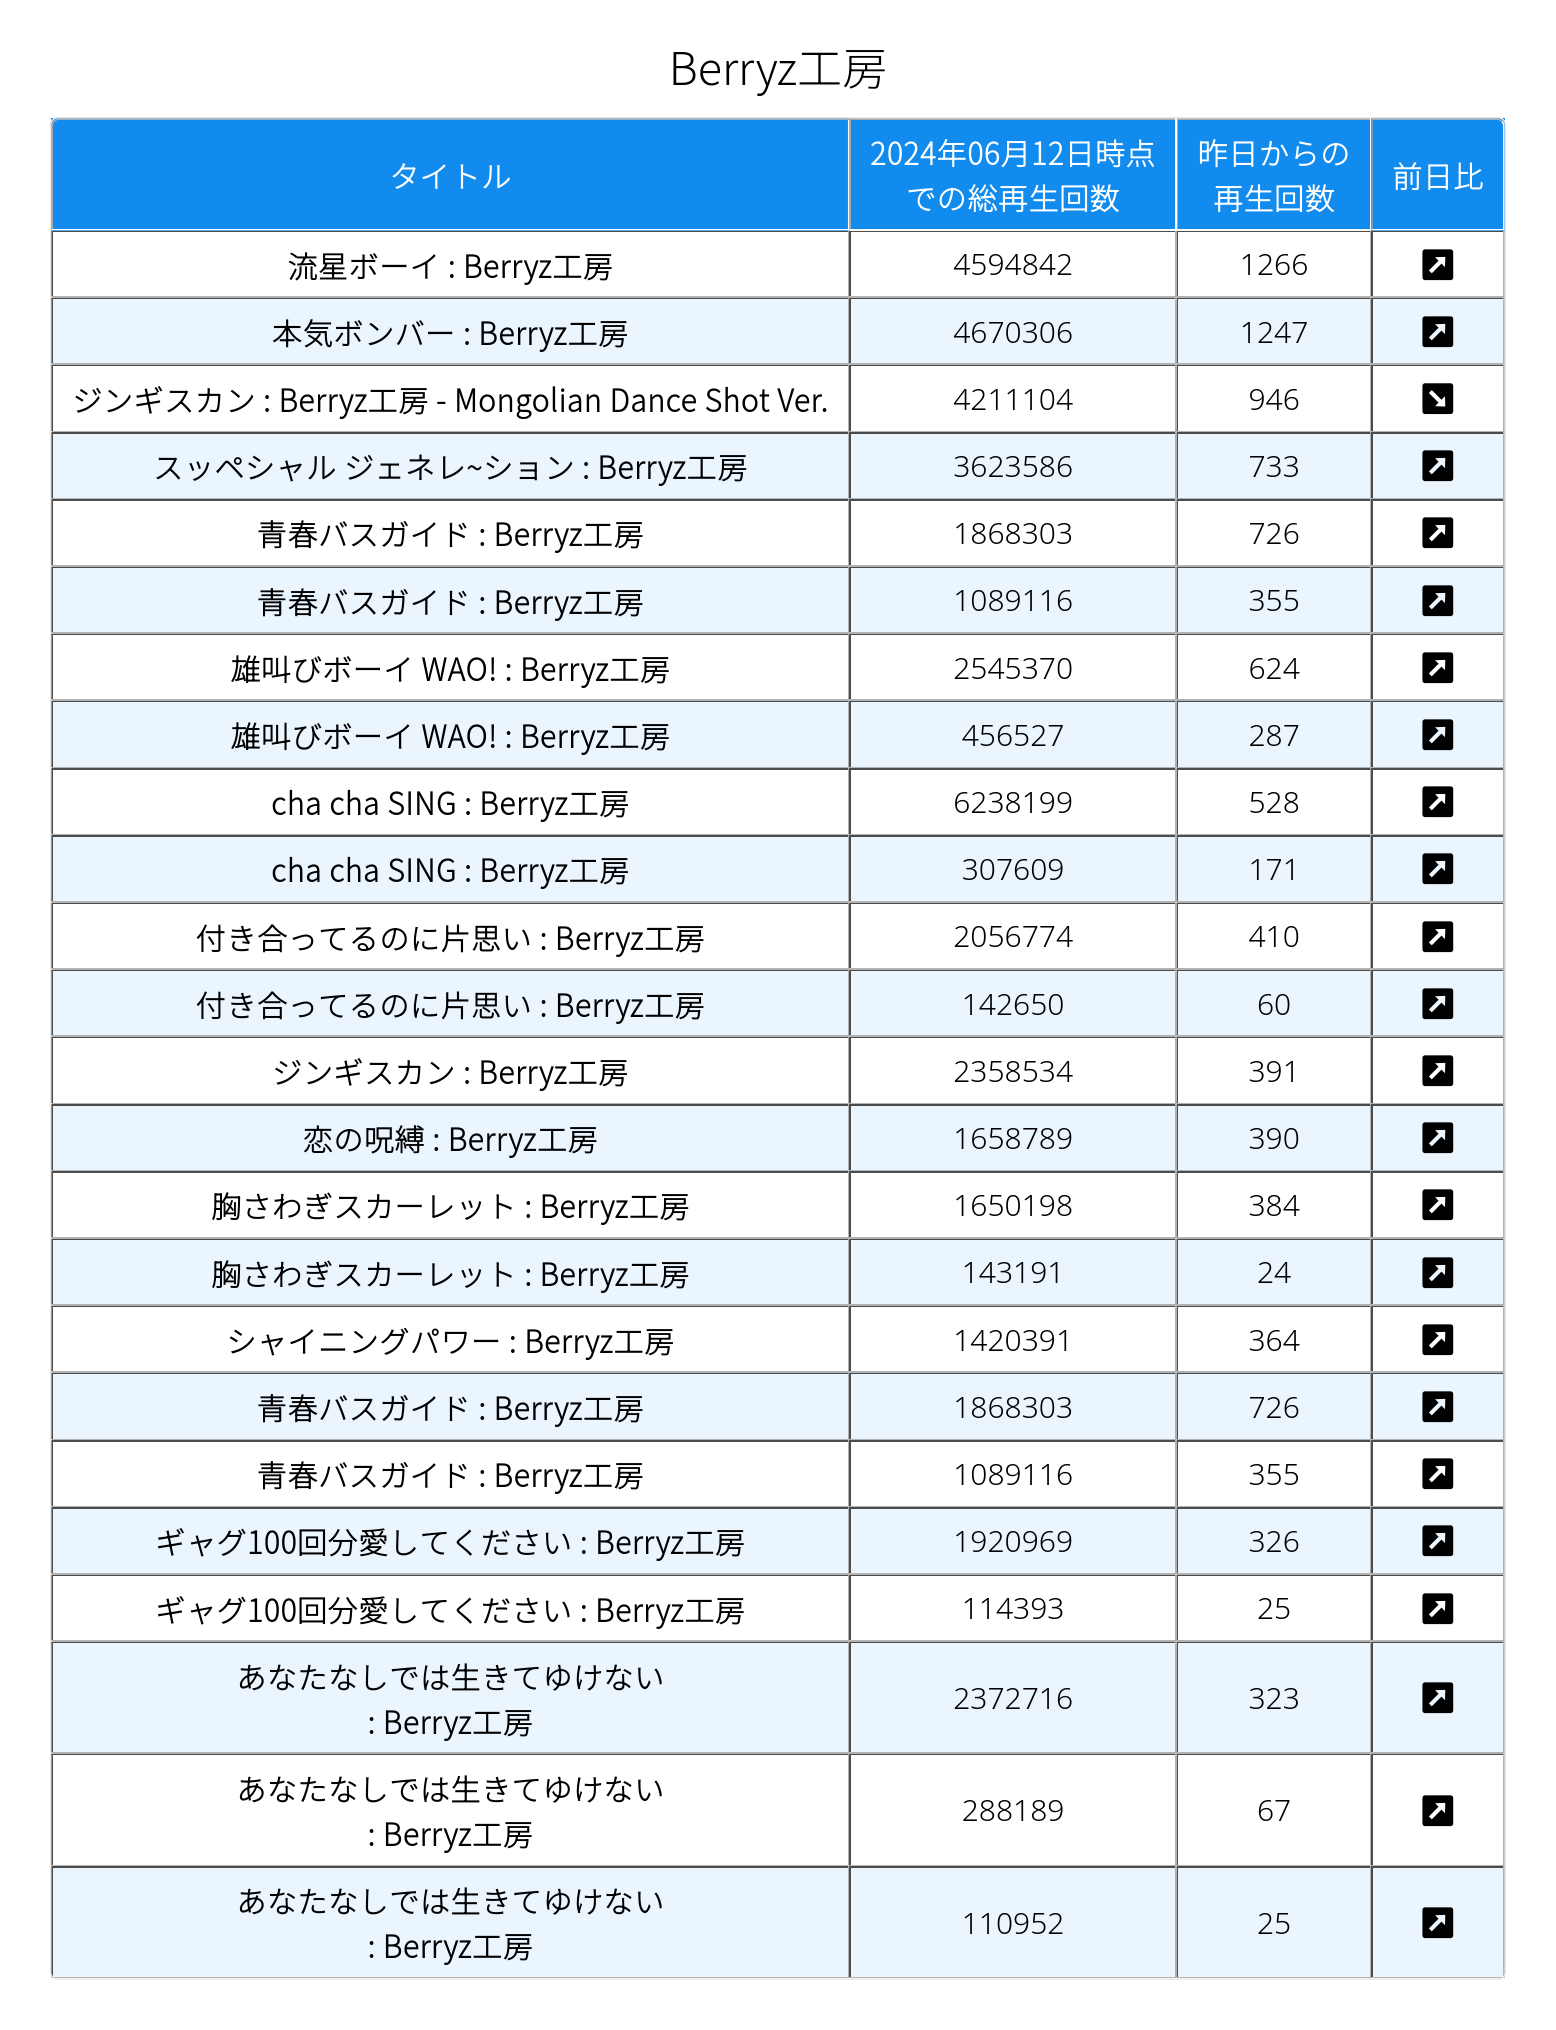 Berryz工房
タイトル
2024年06月12日時点
での総再生回数
昨日からの
再生回数
前日比
流星ボーイ : Berryz工房 4594842 1266 ↗
本気ボンバー : Berryz工房 4670306 1247 ↗
ジンギスカン : Berryz工房 - Mongolian Dance Shot Ver. 4211104 946 ↘
スッペシャル ジェネレ~ション : Berryz工房 3623586 733 ↗
青春バスガイド : Berryz工房 1868303 726 ↗
青春バスガイド : Berryz工房 1089116 355 ↗
雄叫びボーイ WAO! : Berryz工房 2545370 624 ↗
雄叫びボーイ WAO! : Berryz工房 456527 287 ↗
cha cha SING : Berryz工房 6238199 528 ↗
cha cha SING : Berryz工房 307609 171 ↗
付き合ってるのに片思い : Berryz工房 2056774 410 ↗
付き合ってるのに片思い : Berryz工房 142650 60 ↗
ジンギスカン : Berryz工房 2358534 391 ↗
恋の呪縛 : Berryz工房 1658789 390 ↗
胸さわぎスカーレット : Berryz工房 1650198 384 ↗
胸さわぎスカーレット : Berryz工房 143191 24 ↗
シャイニングパワー : Berryz工房 1420391 364 ↗
青春バスガイド : Berryz工房 1868303 726 ↗
青春バスガイド : Berryz工房 1089116 355 ↗
ギャグ100回分愛してください : Berryz工房 1920969 326 ↗
ギャグ100回分愛してください : Berryz工房 114393 25 ↗
あなたなしでは生きてゆけない
: Berryz工房 2372716 323 ↗
あなたなしでは生きてゆけない
: Berryz工房 288189 67 ↗
あなたなしでは生きてゆけない
: Berryz工房 110952 25 ↗